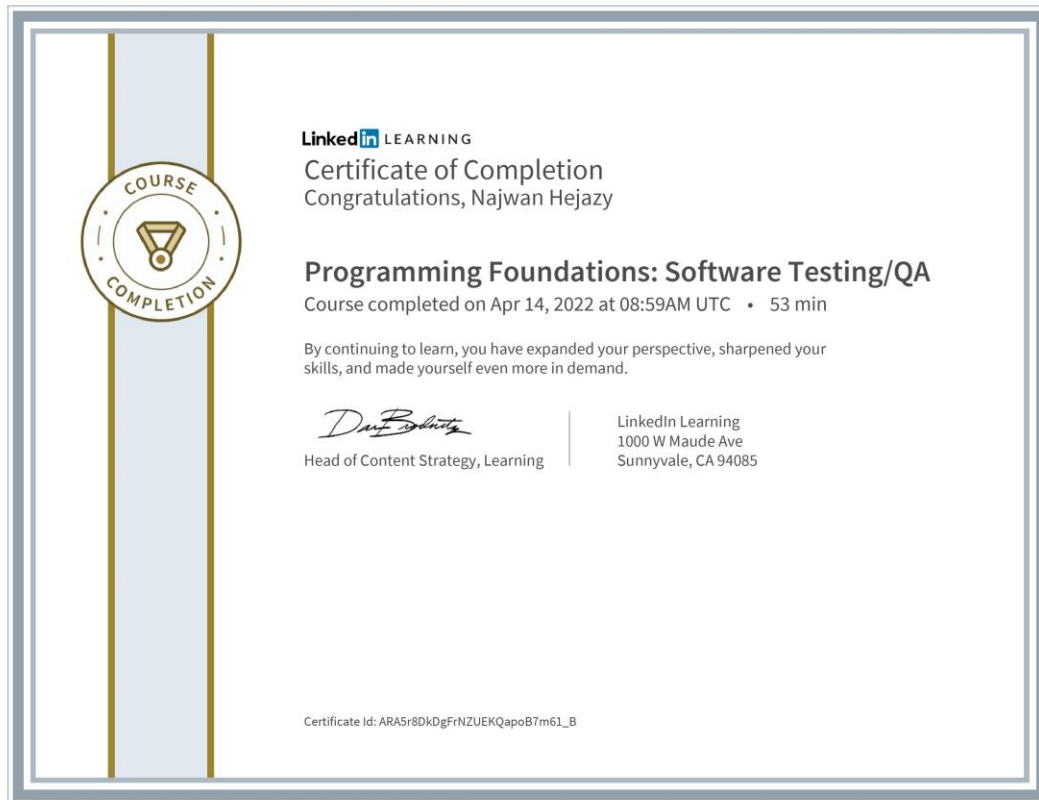 COURSE
COMPLETION
Linked in LEARNING
Certificate of Completion
Congratulations, Najwan Hejazy
Programming Foundations: Software Testing/QA
Course completed on Apr 14, 2022 at 08:59AM UTC • 53 min
By continuing to learn, you have expanded your perspective, sharpened your
skills, and made yourself even more in demand.
Head of Content Strategy, Learning
LinkedIn Learning
1000 W Maude Ave
Sunnyvale, CA 94085
Certificate Id: ARA5r8DkDgFrNZUEKQapoB7m61_B